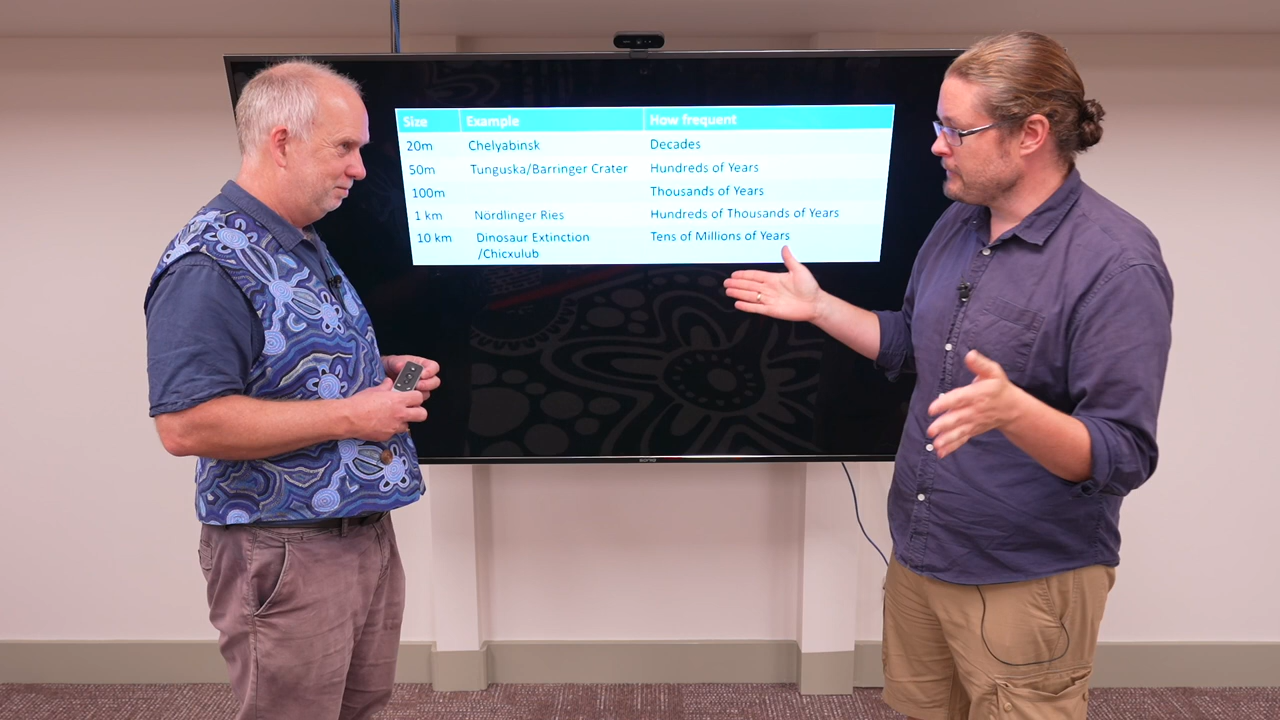 Size Example How frequent
20m Chelyabinsk Decades
50m Tunguska/Barringer Crater Hundreds of Years
100m Thousands of Years
1 km Nördlinger Ries Hundreds of Thousands of Years
10 km Dinosaur Extinction Tens of Millions of Years
/Chicxulub